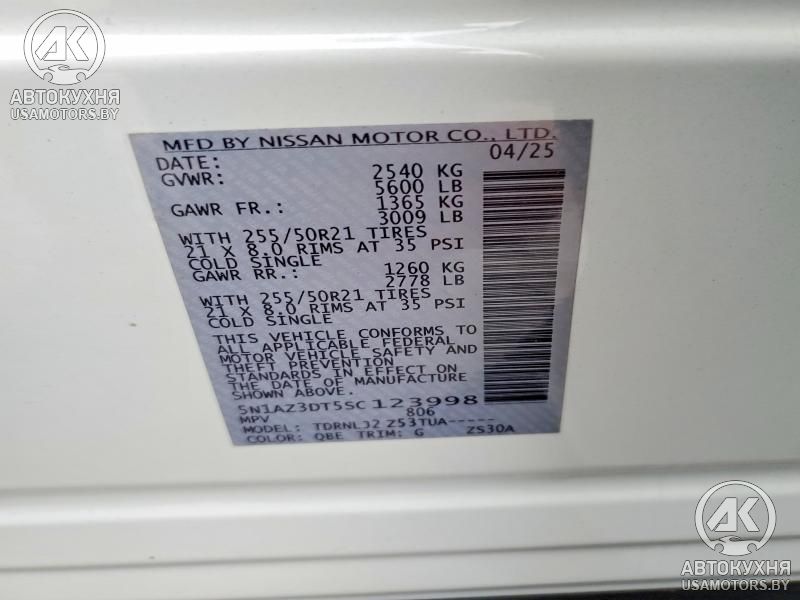 АК
АВТОКУХНЯ
USAMOTORS.BY
MFD BY NISSAN MOTOR CO., LTD.
DATE: 04/25
GVWR: 2540 KG
5600 LB
GAWR FR.: 1365 KG
3009 LB
WITH 255/50R21 TIRES
21 X 8.0 RIMS AT 35 PSI
COLD SINGLE
GAWR RR.: 1260 KG
2778 LB
WITH 255/50R21 TIRES
21 X 8.0 RIMS AT 35 PSI
COLD SINGLE
THIS VEHICLE CONFORMS TO
ALL APPLICABLE FEDERAL
MOTOR VEHICLE SAFETY AND
THEFT PREVENTION
STANDARDS IN EFFECT ON
THE DATE OF MANUFACTURE
SHOWN ABOVE.
5N1AZ3DT5SC123998
MPV 806
MODEL: TDRNLJ2 Z53TUA-----
COLOR: QBE TRIM: G ZS30A
АК
АВТОКУХНЯ
USAMOTORS.BY